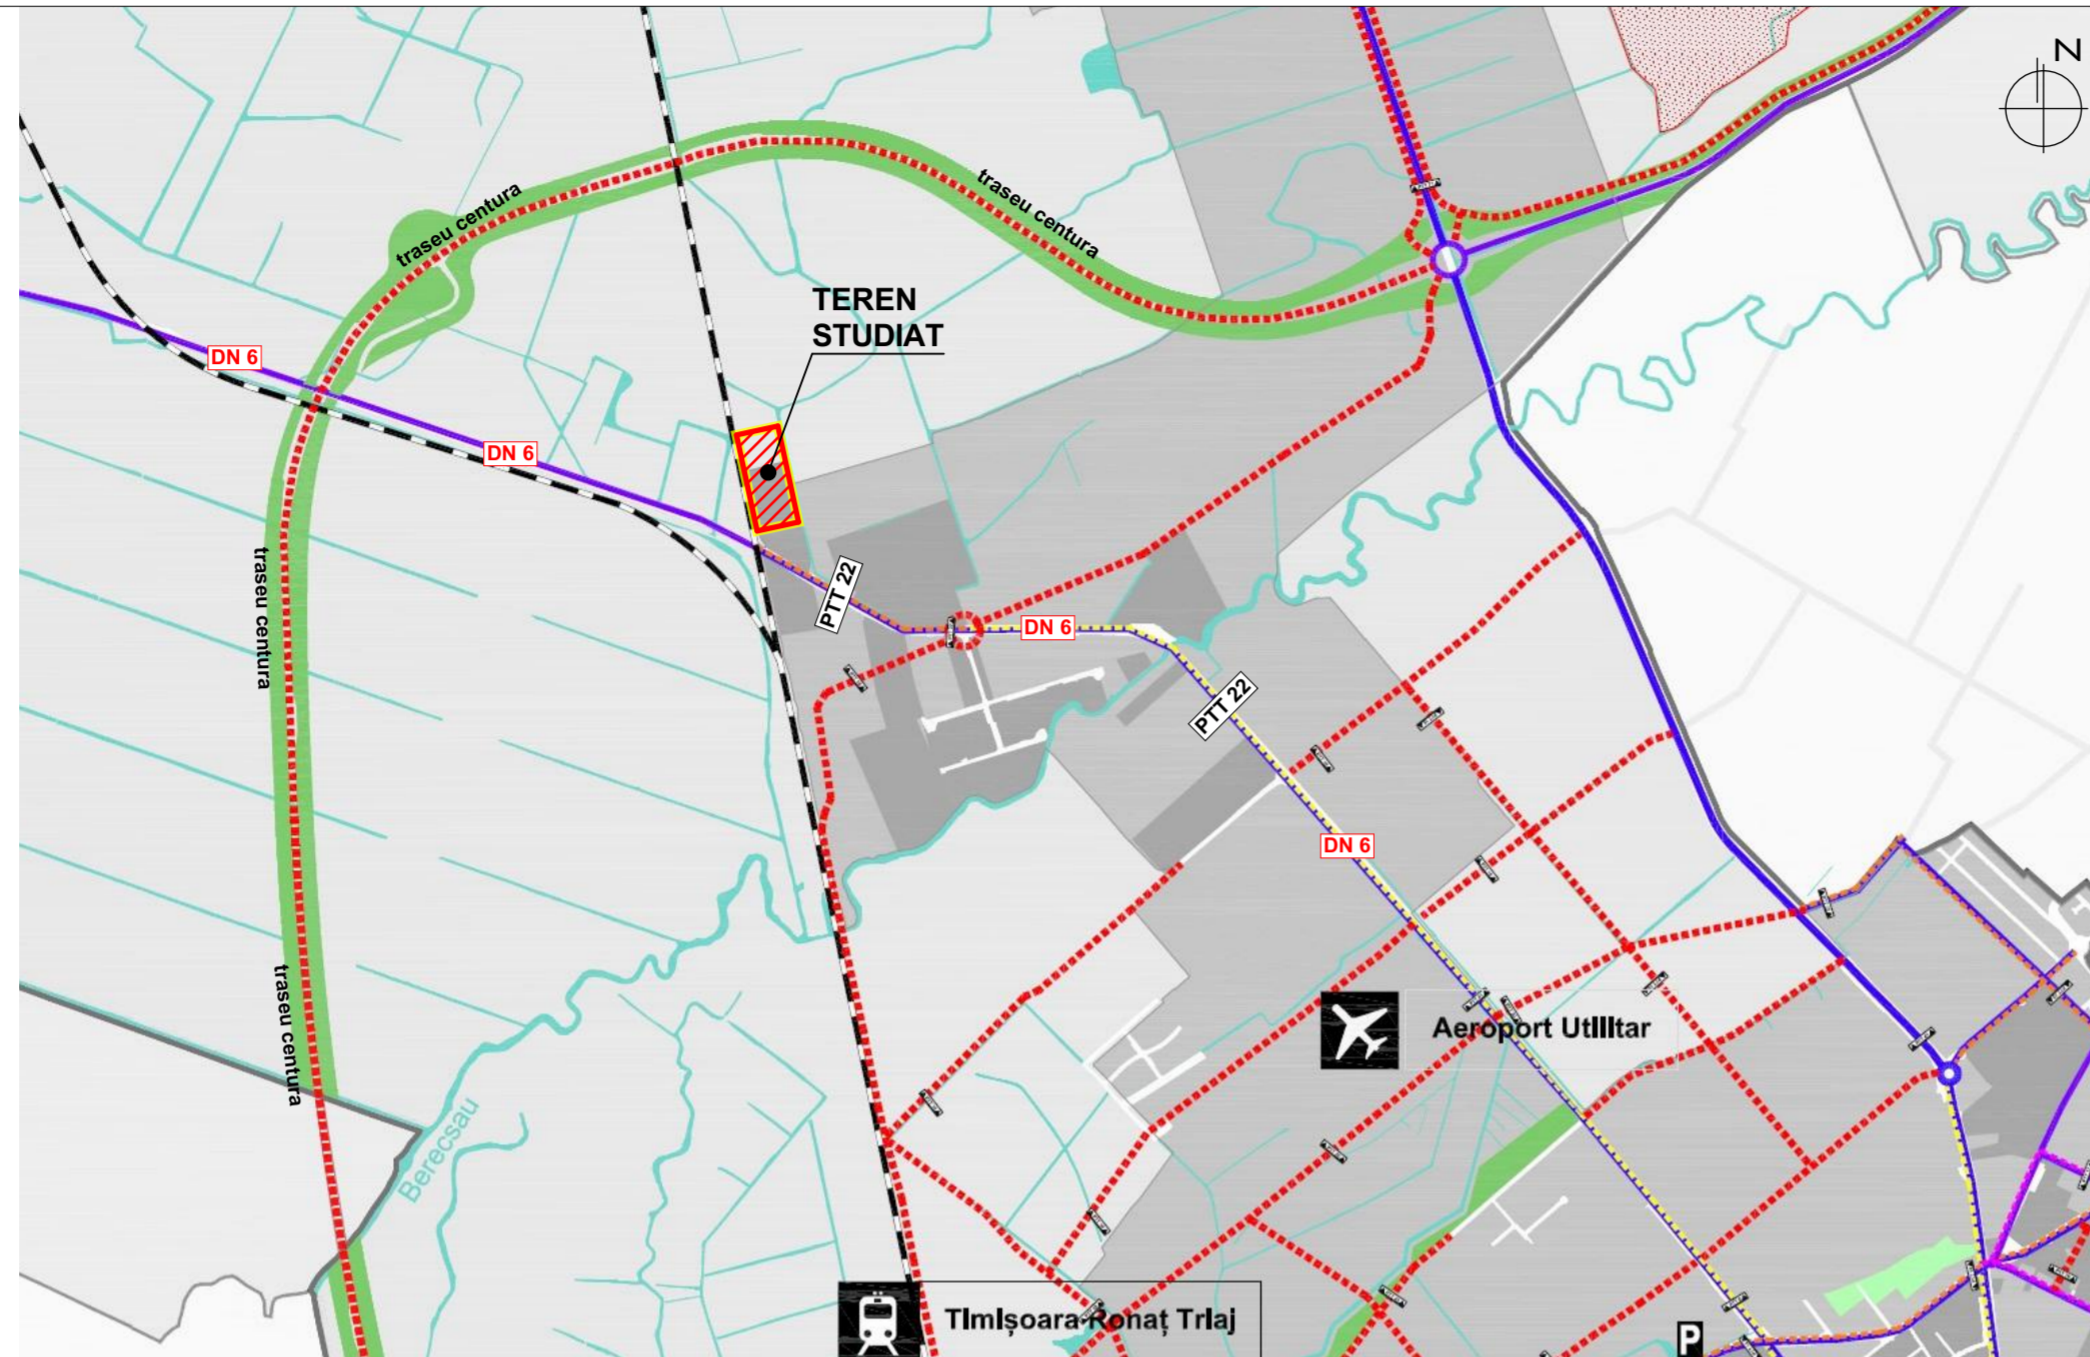 N
traseu centura
traseu centura
TEREN
STUDIAT
DN 6
DN 6
traseu centura
PTT 22
DN 6
PTT 22
DN 6
traseu centura
Aeroport UtIlItar
Berecsau
TImIșoara Ronaț TrIaj
P